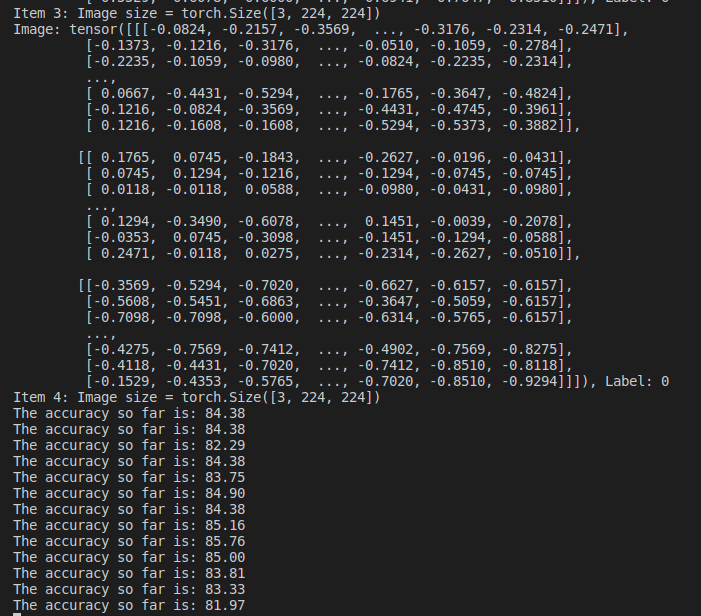 Item 3: Image size = torch.Size([3, 224, 224])
Image: tensor([[[-0.0824, -0.2157, -0.3569,  ..., -0.3176, -0.2314, -0.2471],
         [-0.1373, -0.1216, -0.3176,  ..., -0.0510, -0.1059, -0.2784],
         [-0.2235, -0.1059, -0.0980,  ..., -0.0824, -0.2235, -0.2314],
         ...,
         [ 0.0667, -0.4431, -0.5294,  ..., -0.1765, -0.3647, -0.4824],
         [-0.1216, -0.0824, -0.3569,  ..., -0.4431, -0.4745, -0.3961],
         [ 0.1216, -0.1608, -0.1608,  ..., -0.5294, -0.5373, -0.3882]],

        [[ 0.1765,  0.0745, -0.1843,  ..., -0.2627, -0.0196, -0.0431],
         [ 0.0745,  0.1294, -0.1216,  ..., -0.1294, -0.0745, -0.0745],
         [ 0.0118, -0.0118,  0.0588,  ..., -0.0980, -0.0431, -0.0980],
         ...,
         [ 0.1294, -0.3490, -0.6078,  ...,  0.1451, -0.0039, -0.2078],
         [-0.0353,  0.0745, -0.3098,  ..., -0.1451, -0.1294, -0.0588],
         [ 0.2471, -0.0118,  0.0275,  ..., -0.2314, -0.2627, -0.0510]],

        [[-0.3569, -0.5294, -0.7020,  ..., -0.6627, -0.6157, -0.6157],
         [-0.5608, -0.5451, -0.6863,  ..., -0.3647, -0.5059, -0.6157],
         [-0.7098, -0.7098, -0.6000,  ..., -0.6314, -0.5765, -0.6157],
         ...,
         [-0.4275, -0.7569, -0.7412,  ..., -0.4902, -0.7569, -0.8275],
         [-0.4118, -0.4431, -0.7020,  ..., -0.7412, -0.8510, -0.8118],
         [-0.1529, -0.4353, -0.5765,  ..., -0.7020, -0.8510, -0.9294]]]), Label: 0
Item 4: Image size = torch.Size([3, 224, 224])
The accuracy so far is: 84.38
The accuracy so far is: 84.38
The accuracy so far is: 82.29
The accuracy so far is: 84.38
The accuracy so far is: 83.75
The accuracy so far is: 84.90
The accuracy so far is: 84.38
The accuracy so far is: 85.16
The accuracy so far is: 85.76
The accuracy so far is: 85.00
The accuracy so far is: 83.81
The accuracy so far is: 83.33
The accuracy so far is: 81.97